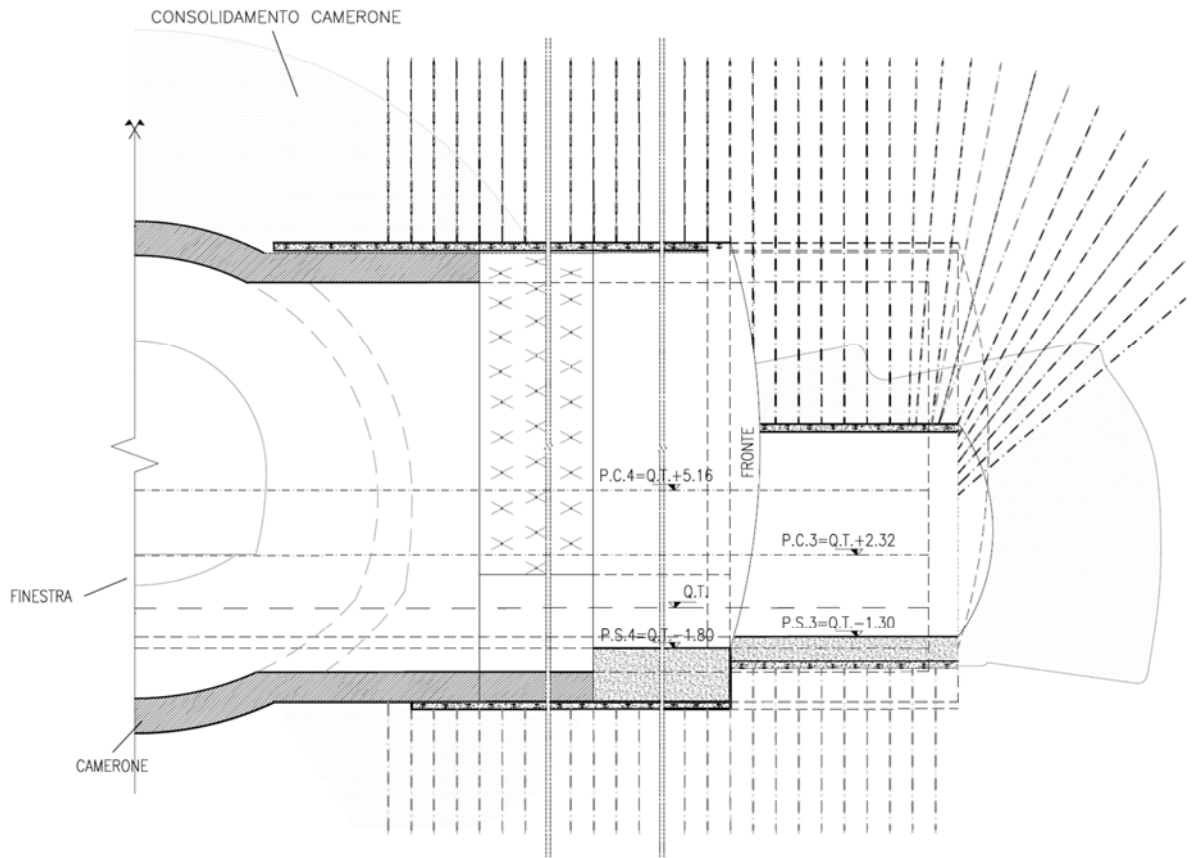 CONSOLIDAMENTO CAMERONE
P.C.4=Q.T.+5.16
FRONTE
P.C.3=Q.T.+2.32
FINESTRA
Q.T.
P.S.4=Q.T.-1.80
P.S.3=Q.T.-1.30
CAMERONE